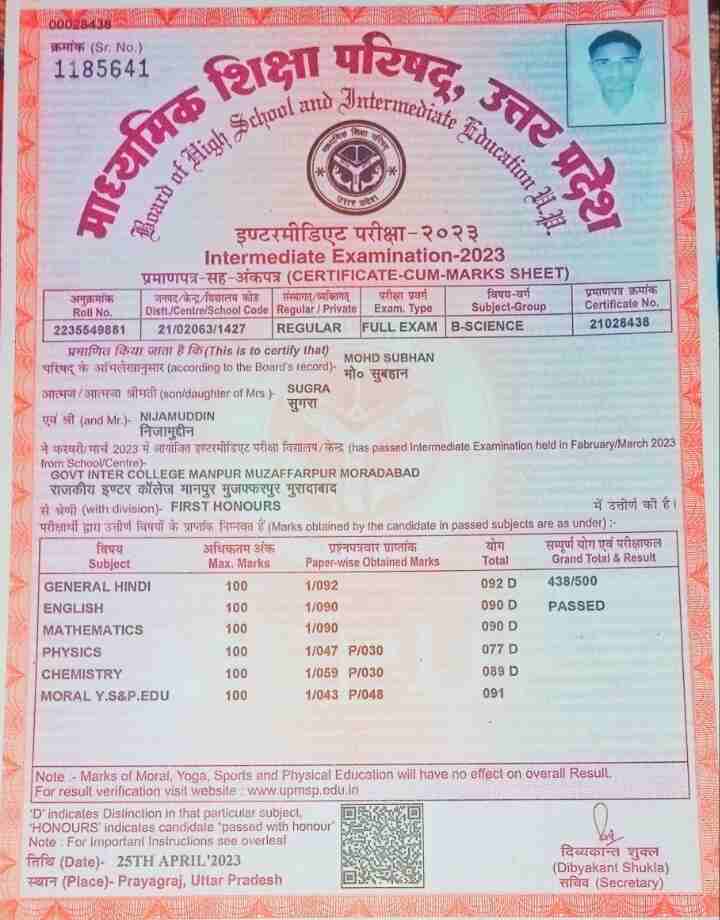 00028438
क्रमांक (Sr. No.)
1185641
माध्यमिक शिक्षा परिषद्, उत्तर प्रदेश
Board of High School and Intermediate Education U.P.
माध्यमिक शिक्षा परिषद
उत्तर प्रदेश
इण्टरमीडिएट परीक्षा-२०२३
Intermediate Examination-2023
प्रमाणपत्र-सह-अंकपत्र (CERTIFICATE-CUM-MARKS SHEET)
अनुक्रमांक जनपद/केन्द्र/विद्यालय कोड संस्थागत/व्यक्तिगत परीक्षा प्रवर्ग विषय-वर्ग प्रमाणपत्र क्रमांक
Roll No. Distt./Centre/School Code Regular / Private Exam. Type Subject-Group Certificate No.
2235549881 21/02063/1427 REGULAR FULL EXAM B-SCIENCE 21028438
प्रमाणित किया जाता है कि (This is to certify that) MOHD SUBHAN
परिषद् के अभिलेखानुसार (according to the Board's record)- मो० सुबहान
आत्मज / आत्मजा श्रीमती (son/daughter of Mrs )- SUGRA
सुगरा
एवं श्री (and Mr.)- NIJAMUDDIN
निजामुद्दीन
ने फरवरी/मार्च 2023 में आयोजित इण्टरमीडिएट परीक्षा विद्यालय/केन्द्र (has passed Intermediate Examination held in Fabruary/March 2023
from School/Centre)-
GOVT INTER COLLEGE MANPUR MUZAFFARPUR MORADABAD
राजकीय इण्टर कॉलेज मानपुर मुजफ्फरपुर मुरादाबाद
से श्रेणी (with division)- FIRST HONOURS में उत्तीर्ण की है।
परीक्षार्थी द्वारा उत्तीर्ण विषयों के प्राप्तांक निम्नवत हैं (Marks obtained by the candidate in passed subjects are as under) :-
विषय अधिकतम अंक प्रश्नपत्रवार प्राप्तांक योग सम्पूर्ण योग एवं परीक्षाफल
Subject Max. Marks Paper-wise Obtained Marks Total Grand Total & Result
GENERAL HINDI 100 1/092 092 D 438/500
ENGLISH 100 1/090 090 D PASSED
MATHEMATICS 100 1/090 090 D
PHYSICS 100 1/047 P/030 077 D
CHEMISTRY 100 1/059 P/030 089 D
MORAL Y.S&P.EDU 100 1/043 P/048 091
Note :- Marks of Moral, Yoga, Sports and Physical Education will have no effect on overall Result.
For result verification visit website : www.upmsp.edu.in
'D' indicates Distinction in that particular subject,
'HONOURS' indicates candidate 'passed with honour'
Note : For Important Instructions see overleaf
तिथि (Date)- 25TH APRIL'2023
स्थान (Place)- Prayagraj, Uttar Pradesh
दिव्यकान्त शुक्ल
(Dibyakant Shukla)
सचिव (Secretary)